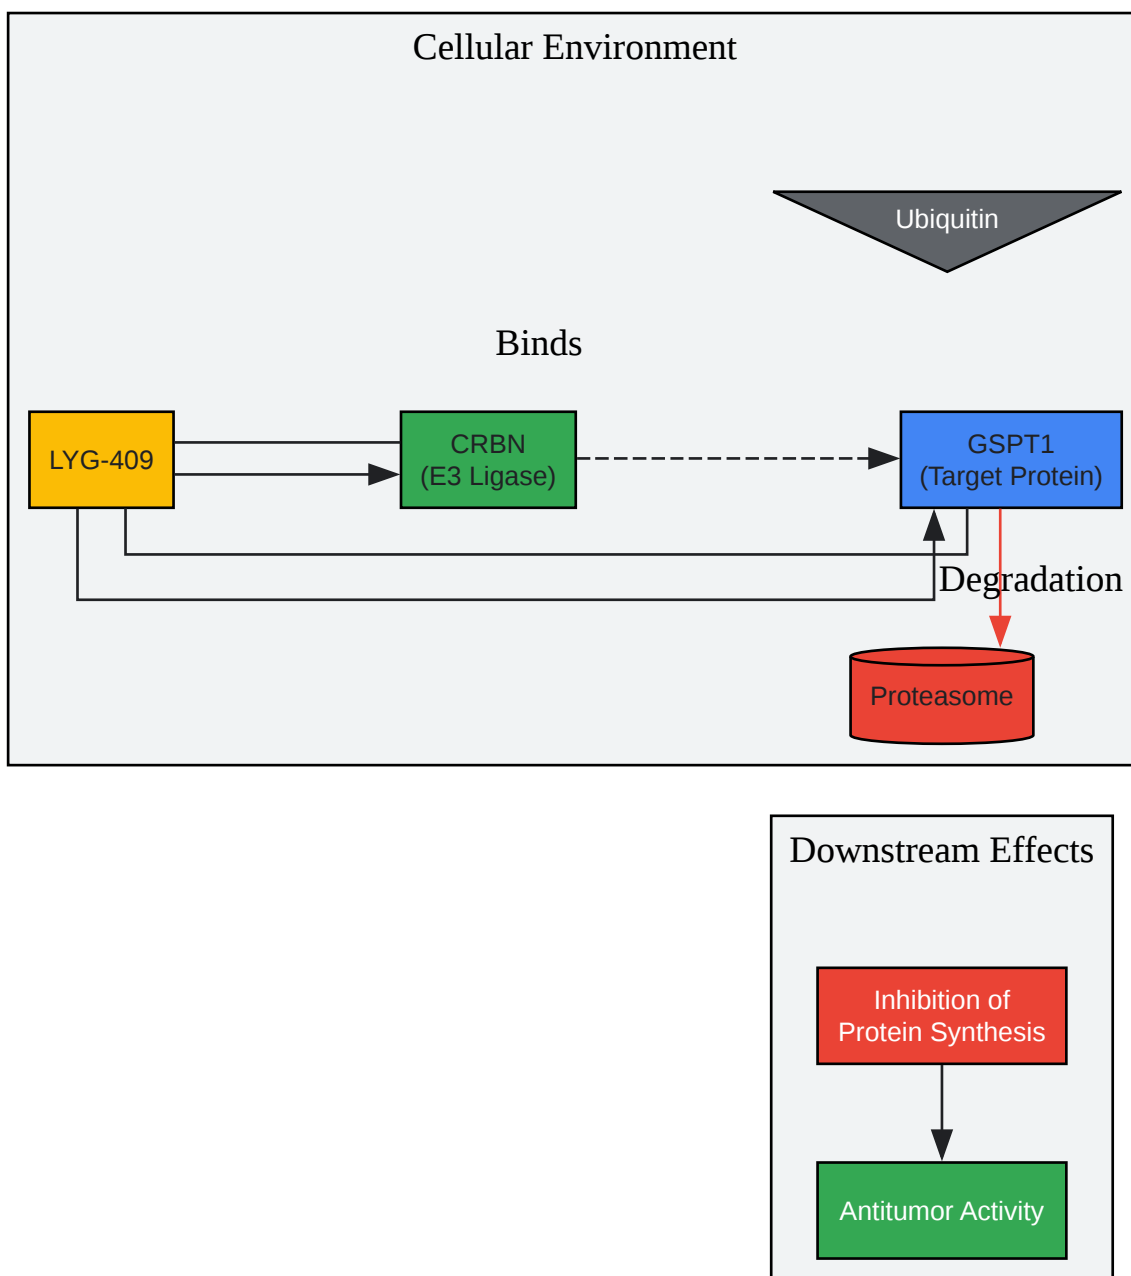 Cellular Environment
Ubiquitin
Binds
LYG-409
CRBN
(E3 Ligase)
GSPT1
(Target Protein)
Degradation
Proteasome
Downstream Effects
Inhibition of
Protein Synthesis
Antitumor Activity